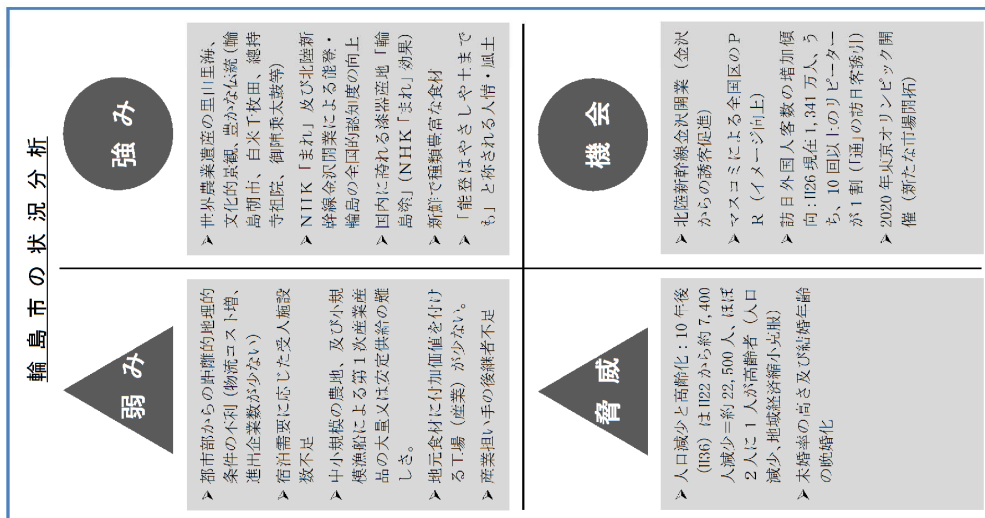 輪島市の状況分析
強み
➢ 世界農業遺産の里山里海、
文化的景観、豊かな伝統（輪
島朝市、白米千枚田、總持
寺祖院、御陣乗太鼓等）
➢ NHK「まれ」及び北陸新
幹線金沢開業による能登・
輪島の全国的認知度の向上
➢ 国内に誇れる漆器産地「輪
島塗」（NHK「まれ」効果）
➢ 新鮮で種類豊富な食材
➢ 「能登はやさしや土まで
も」と称される人情・風土
弱み
➢ 都市部からの距離的地理的
条件の不利（物流コスト増、
進出企業数が少ない）
➢ 宿泊需要に応じた受入施設
数不足
➢ 中小規模の農地、及び小規
模漁船による第１次産業産
品の大量又は安定供給の難
しさ。
➢ 地元食材に付加価値を付け
る工場（産業）が少ない。
➢ 産業担い手の後継者不足
機会
➢ 北陸新幹線金沢開業（金沢
からの誘客促進）
➢ マスコミによる全国区のP
R（イメージ向上）
➢ 訪日外国人客数の増加傾
向：H26現在1,341万人、う
ち、10回以上のリピーター
が１割（「通」の訪日客誘引）
➢ 2020年東京オリンピック開
催（新たな市場開拓）
脅威
➢ 人口減少と高齢化：10年後
（H36）はH22から約7,400
人減少＝約22,500人、ほぼ
２人に１人が高齢者（人口
減少、地域経済縮小克服）
➢ 未婚率の高さ及び結婚年齢
の晩婚化